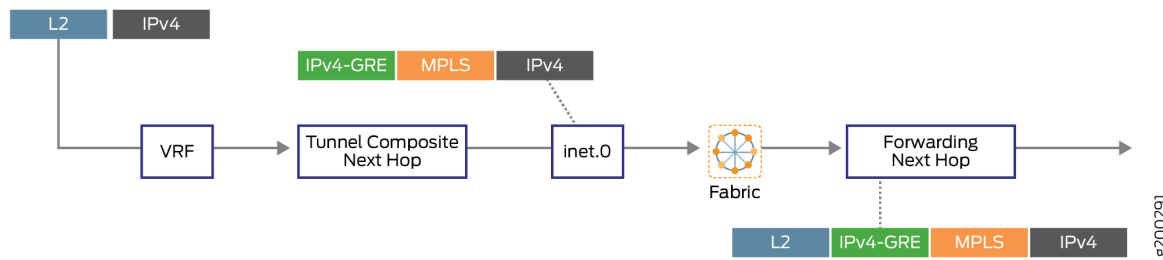 L2 IPv4
IPv4-GRE MPLS IPv4
VRF
Tunnel Composite
Next Hop
inet.0
Fabric
Forwarding
Next Hop
L2 IPv4-GRE MPLS IPv4
g200291